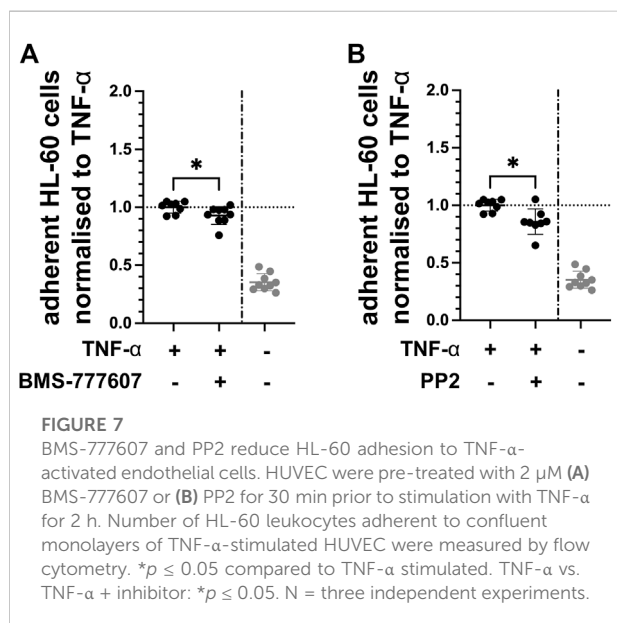 A
adherent HL-60 cells
normalised to TNF-α
2.0
1.5
1.0
0.5
0.0
*
TNF-α + + -
BMS-777607 - + -
B
adherent HL-60 cells
normalised to TNF-α
2.0
1.5
1.0
0.5
0.0
*
TNF-α + + -
PP2 - + -
FIGURE 7
BMS-777607 and PP2 reduce HL-60 adhesion to TNF-α-
activated endothelial cells. HUVEC were pre-treated with 2 μM (A)
BMS-777607 or (B) PP2 for 30 min prior to stimulation with TNF-α
for 2 h. Number of HL-60 leukocytes adherent to confluent
monolayers of TNF-α-stimulated HUVEC were measured by flow
cytometry. *p ≤ 0.05 compared to TNF-α stimulated. TNF-α vs.
TNF-α + inhibitor: *p ≤ 0.05. N = three independent experiments.